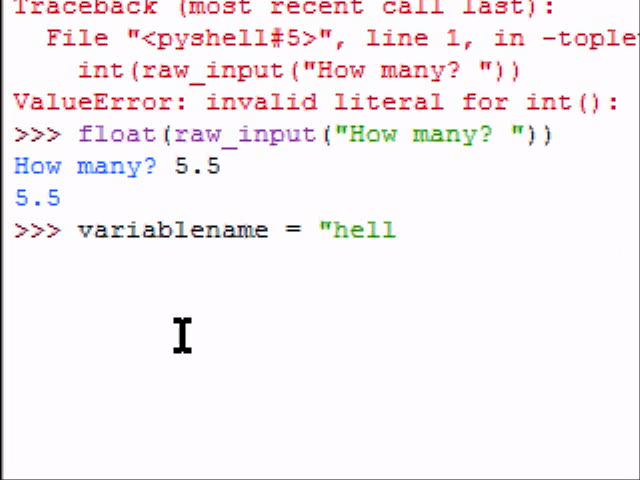 Traceback (most recent call last):
  File "<pyshell#5>", line 1, in -tople
    int(raw_input("How many? "))
ValueError: invalid literal for int():
>>> float(raw_input("How many? "))
How many? 5.5
5.5
>>> variablename = "hell